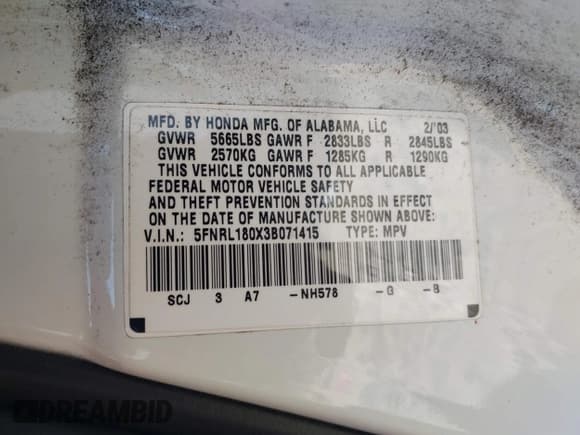 MFD. BY HONDA MFG. OF ALABAMA, LLC 2/'03
GVWR 5665LBS GAWR F 2833LBS R 2845LBS
GVWR 2570KG GAWR F 1285KG R 1290KG
THIS VEHICLE CONFORMS TO ALL APPLICABLE
FEDERAL MOTOR VEHICLE SAFETY
AND THEFT PREVENTION STANDARDS IN EFFECT
ON THE DATE OF MANUFACTURE SHOWN ABOVE.
V.I.N.: 5FNRL180X3B071415 TYPE: MPV
SCJ 3 A7 -NH578 -G -B
DREAMBID